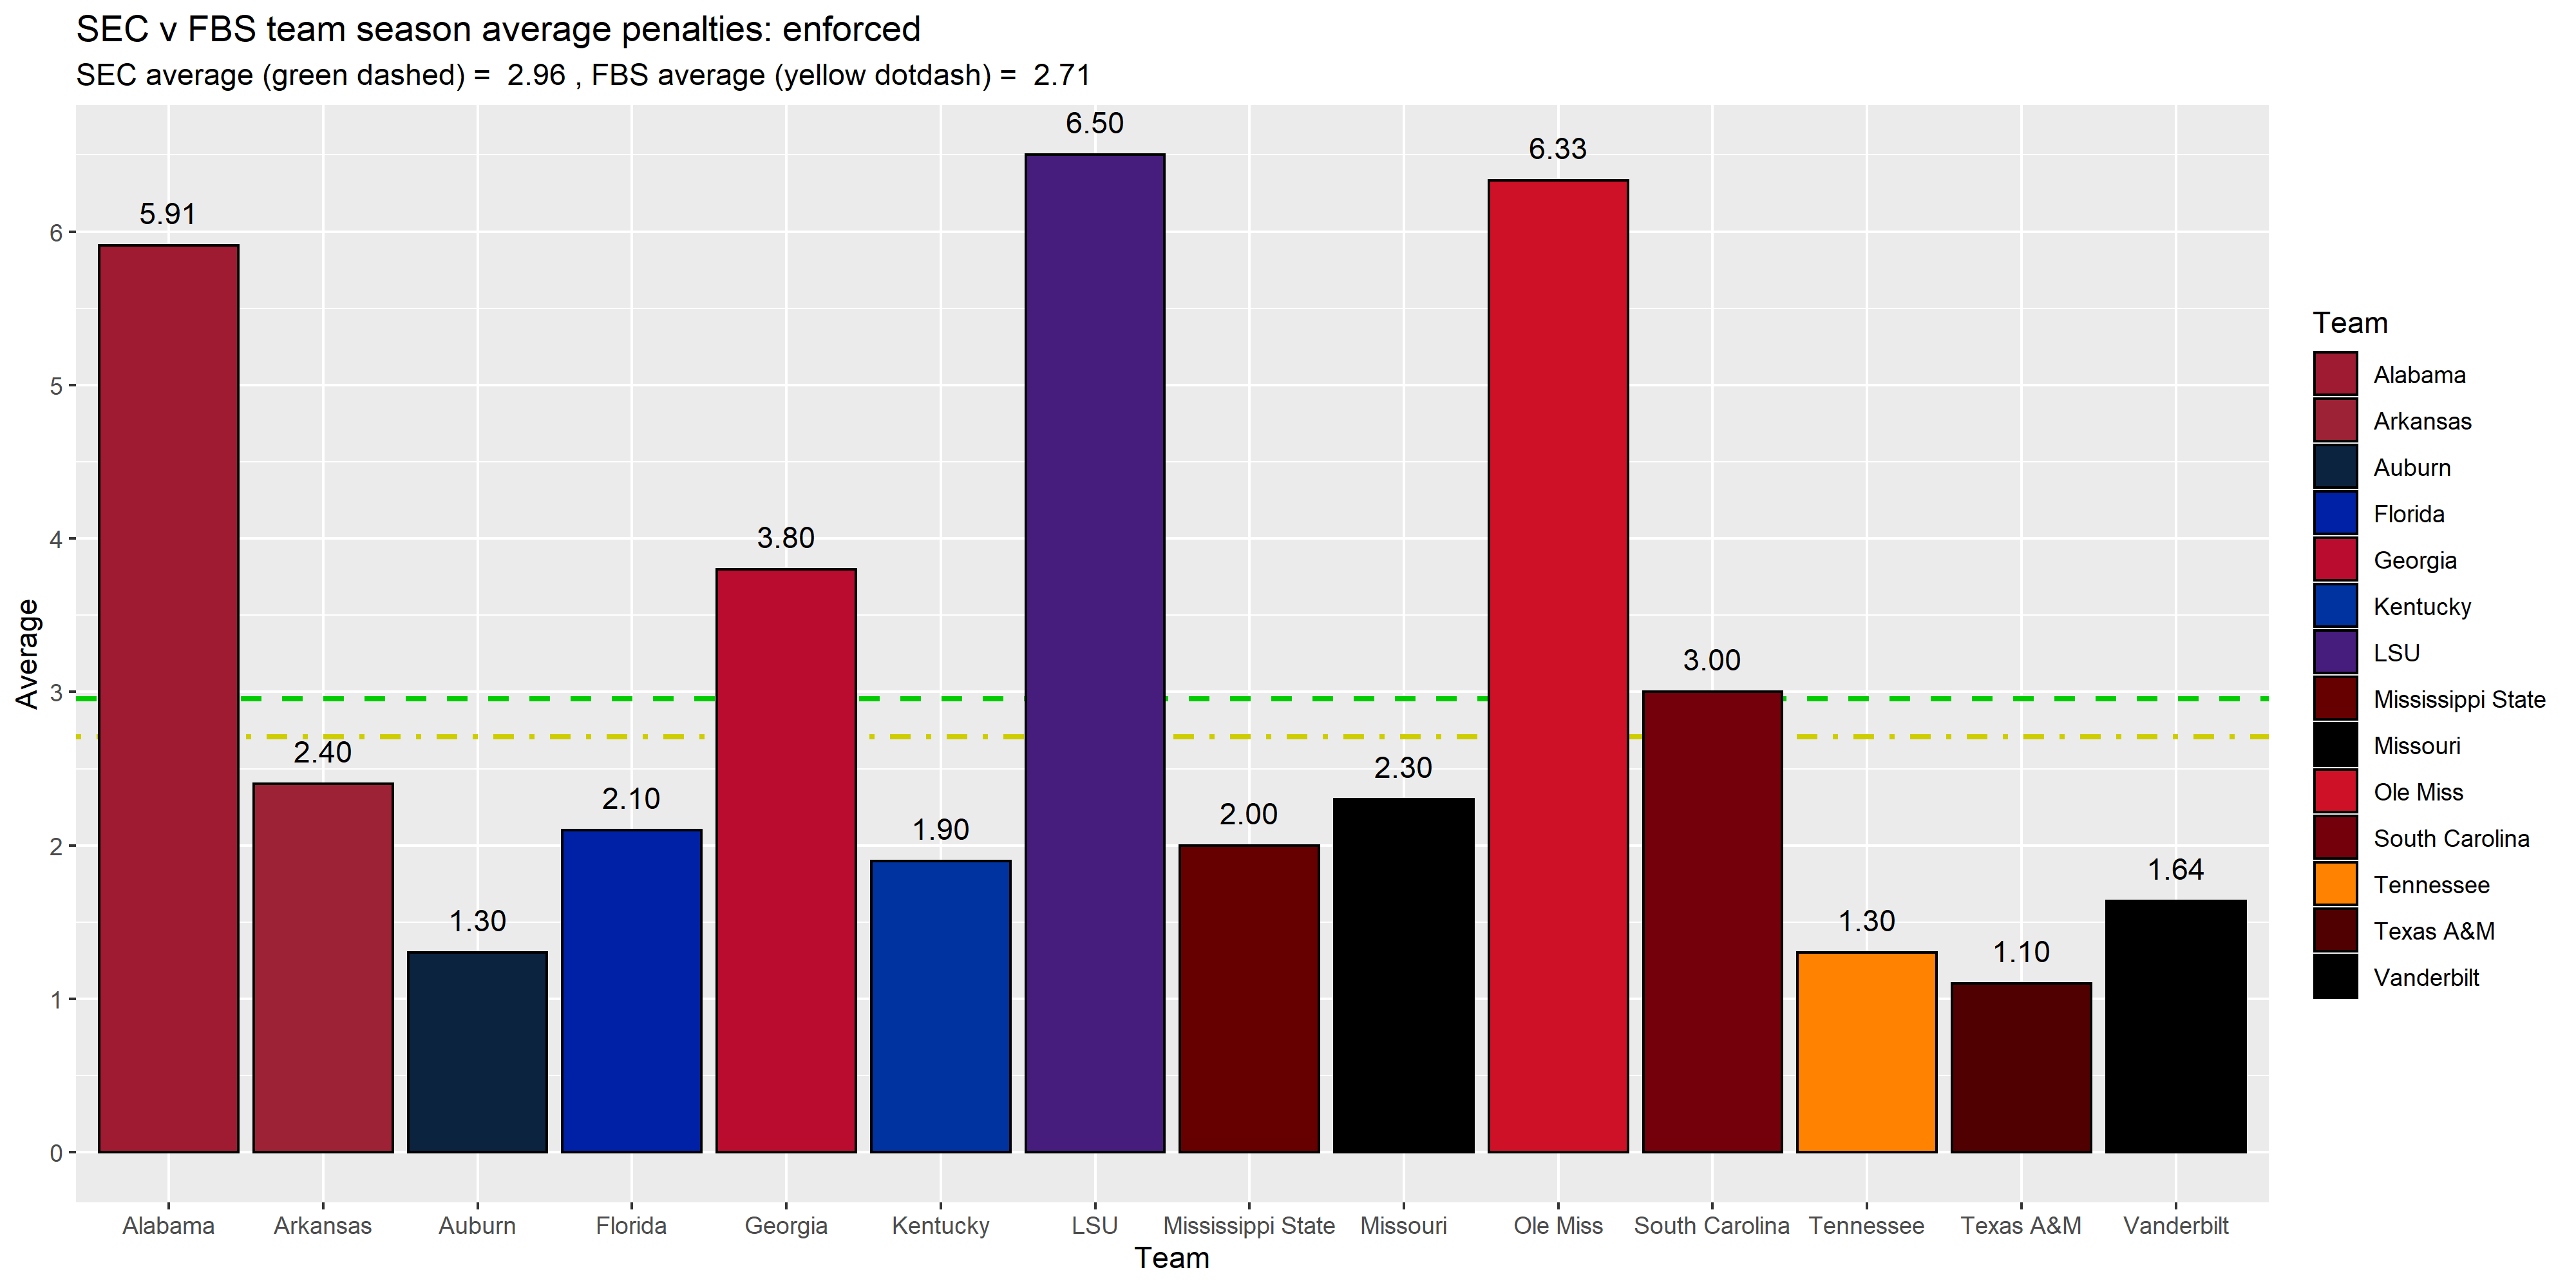 SEC v FBS team season average penalties: enforced
SEC average (green dashed) =  2.96 , FBS average (yellow dotdash) =  2.71
6.50
6.33
5.91
3.80
3.00
2.40
2.30
2.10
2.00
1.90
1.64
1.30
1.30
1.10
Average
6
5
4
3
2
1
0
Alabama Arkansas Auburn Florida Georgia Kentucky LSU Mississippi State Missouri Ole Miss South Carolina Tennessee Texas A&M Vanderbilt
Team
Team
Alabama
Arkansas
Auburn
Florida
Georgia
Kentucky
LSU
Mississippi State
Missouri
Ole Miss
South Carolina
Tennessee
Texas A&M
Vanderbilt